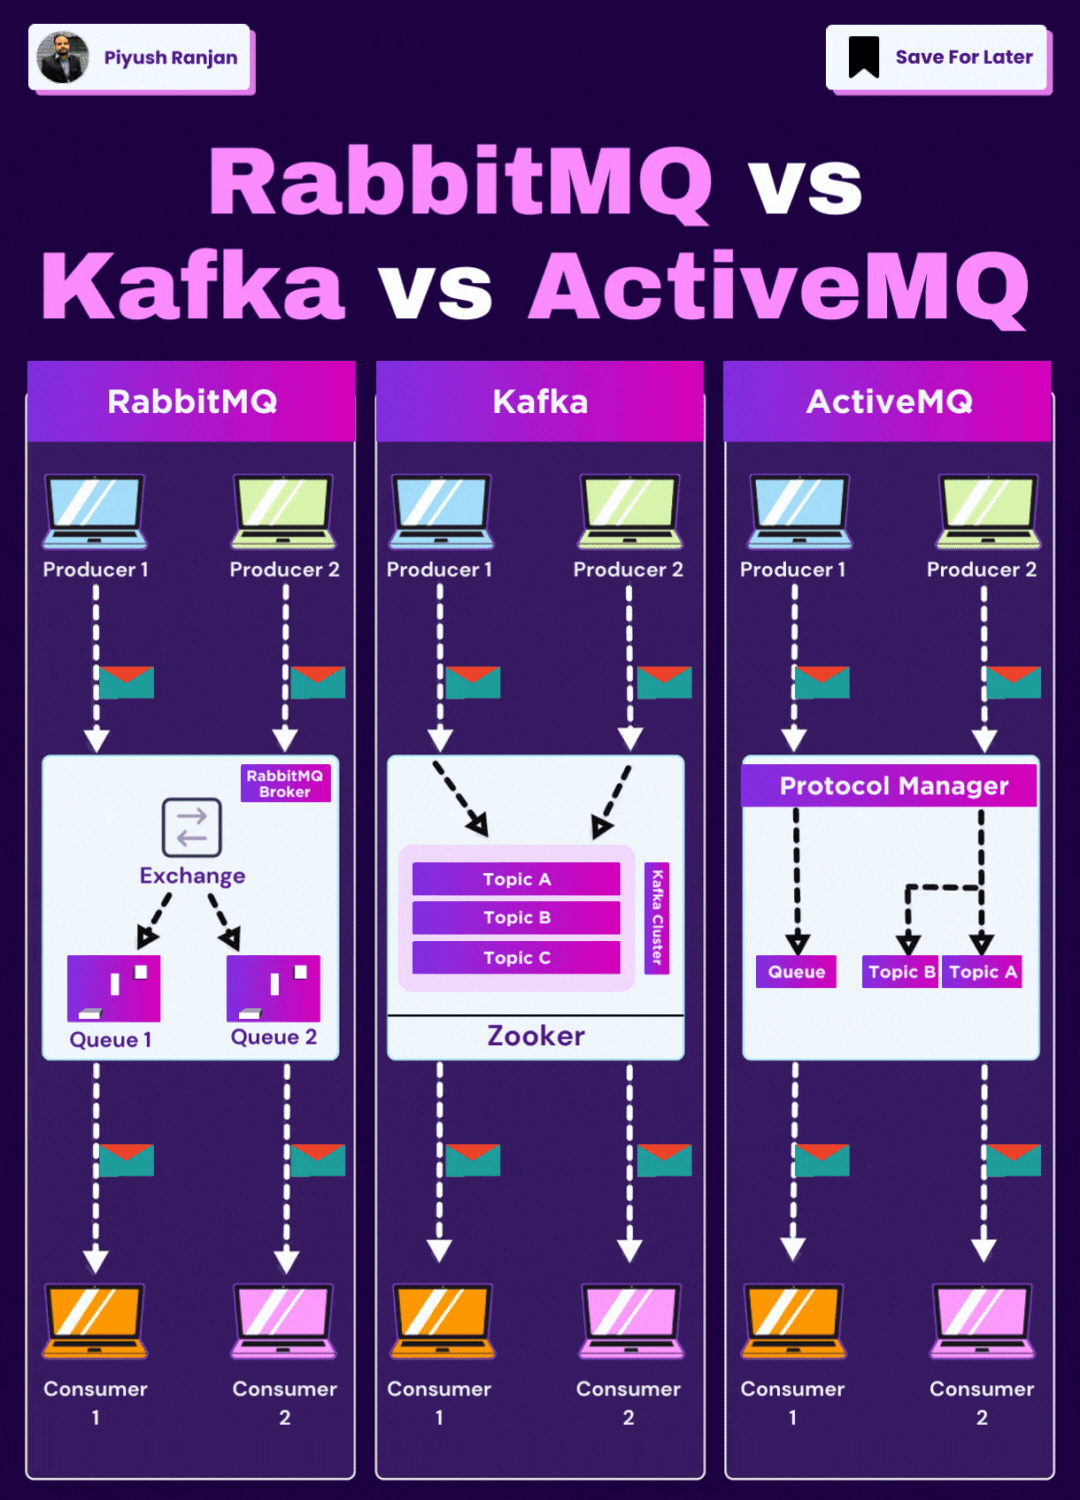 Piyush Ranjan
Save For Later
RabbitMQ vs
Kafka vs ActiveMQ
RabbitMQ
Producer 1
Producer 2
RabbitMQ
Broker
Exchange
Queue 1
Queue 2
Consumer
1
Consumer
2
Kafka
Producer 1
Producer 2
Topic A
Topic B
Topic C
Kafka Cluster
Zooker
Consumer
1
Consumer
2
ActiveMQ
Producer 1
Producer 2
Protocol Manager
Queue
Topic B
Topic A
Consumer
1
Consumer
2